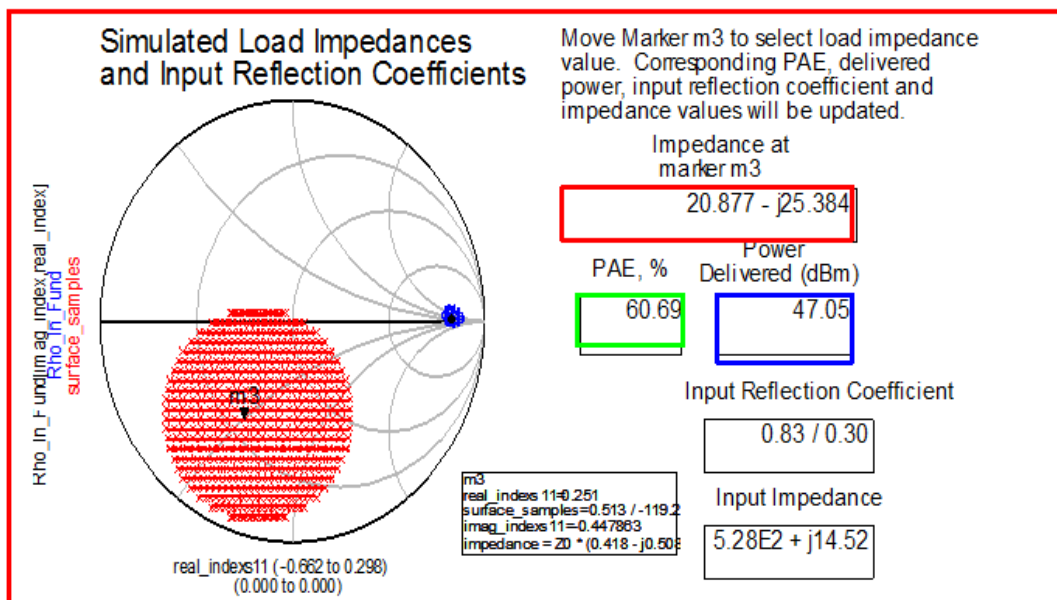 Simulated Load Impedances
and Input Reflection Coefficients
Move Marker m3 to select load impedance
value. Corresponding PAE, delivered
power, input reflection coefficient and
impedance values will be updated.
Impedance at
marker m3
20.877 - j25.384
PAE, %
Power
Delivered (dBm)
60.69
47.05
Input Reflection Coefficient
0.83 / 0.30
Input Impedance
5.28E2 + j14.52
Rho_In_Fund[imag_index,real_index]
Rho_In_Fund
surface_samples
m3
m3
real_indexs11=0.251
surface_samples=0.513 / -119.2
imag_indexs11=-0.447863
impedance = Z0 * (0.418 - j0.508
real_indexs11 (-0.662 to 0.298)
(0.000 to 0.000)